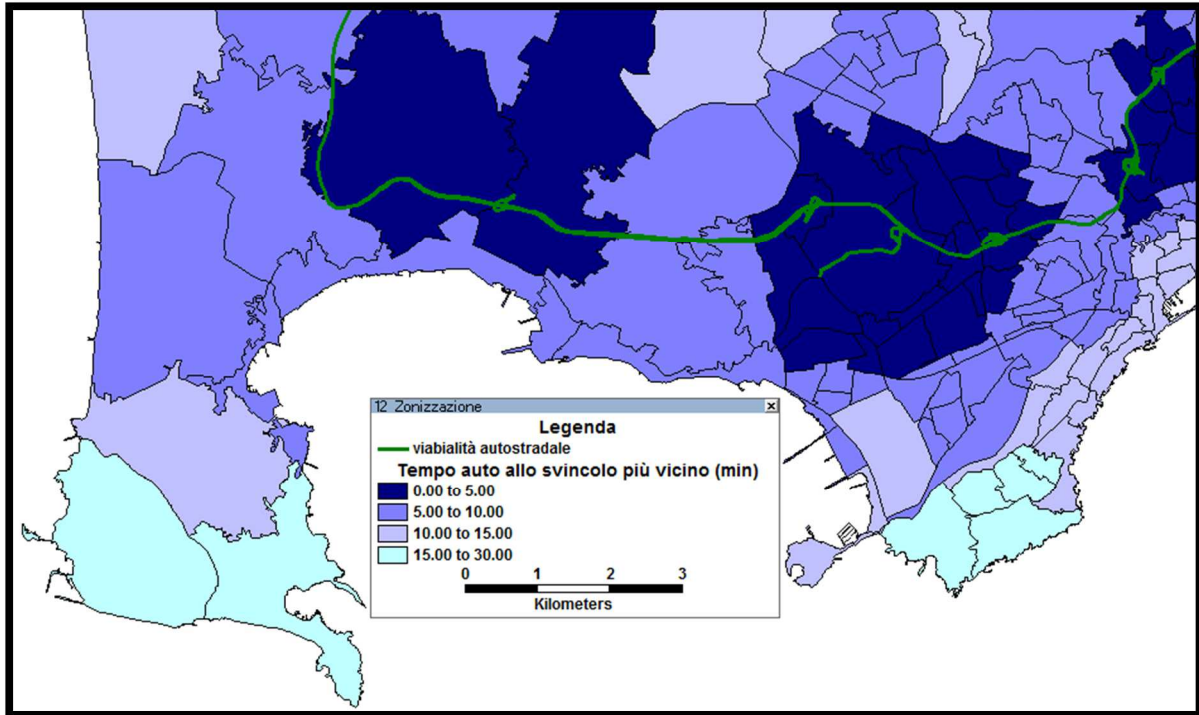 12 Zonizzazione
Legenda
viabialità autostradale
Tempo auto allo svincolo più vicino (min)
0.00 to 5.00
5.00 to 10.00
10.00 to 15.00
15.00 to 30.00
0 1 2 3
Kilometers